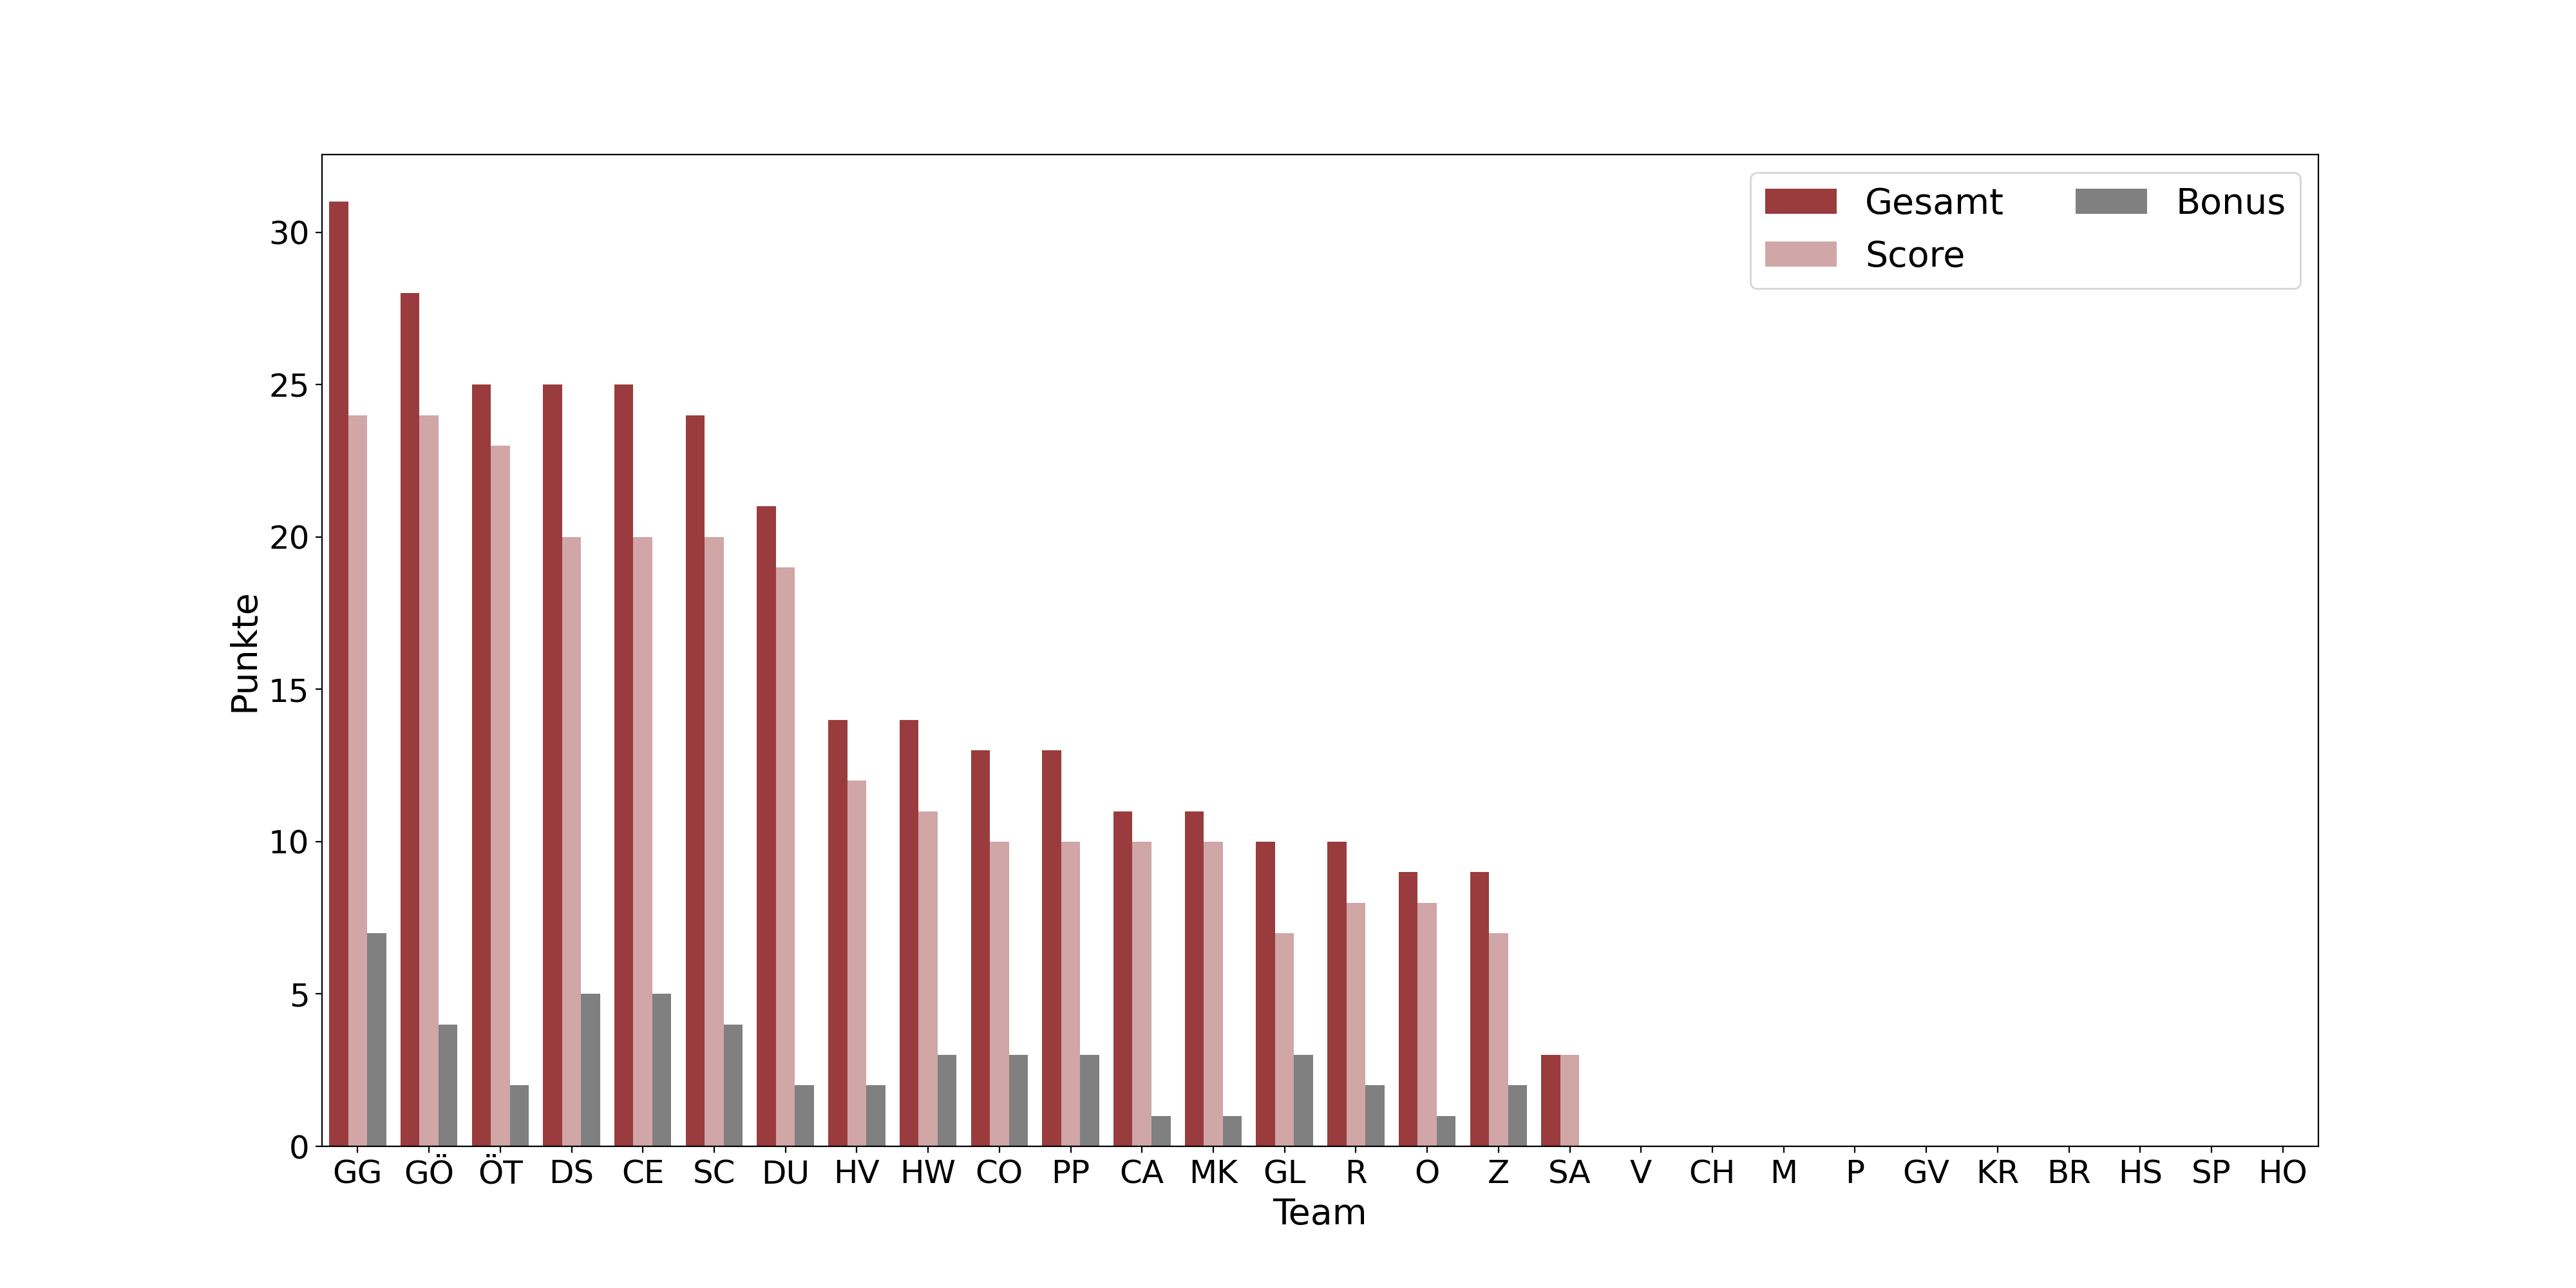 Gesamt Bonus
Score
30
25
20
15
10
5
0
Punkte
GG GÖ ÖT DS CE SC DU HV HW CO PP CA MK GL R O Z SA V CH M P GV KR BR HS SP HO
Team